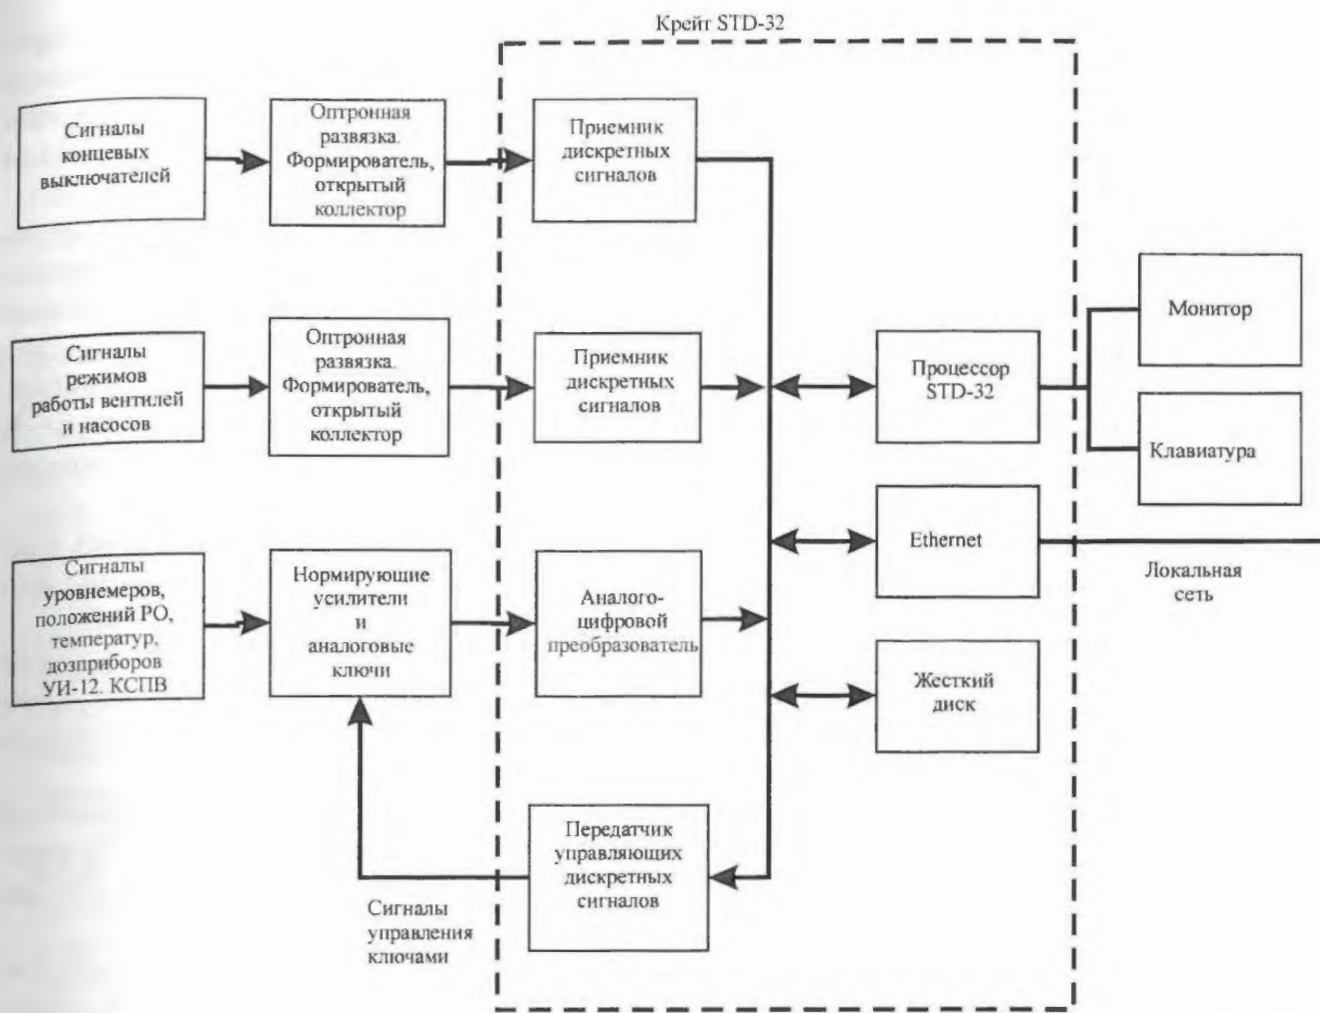 Крейт STD-32
Сигналы
концевых
выключателей
Оптронная
развязка.
Формирователь,
открытый
коллектор
Приемник
дискретных
сигналов
Сигналы
режимов
работы вентилей
и насосов
Оптронная
развязка.
Формирователь,
открытый
коллектор
Приемник
дискретных
сигналов
Процессор
STD-32
Монитор
Клавиатура
Сигналы
уровнемеров,
положений РО,
температур,
дозприборов
УИ-12. КСПВ
Нормирующие
усилители
и
аналоговые
ключи
Аналого-
цифровой
преобразователь
Ethernet
Локальная
сеть
Жесткий
диск
Передатчик
управляющих
дискретных
сигналов
Сигналы
управления
ключами